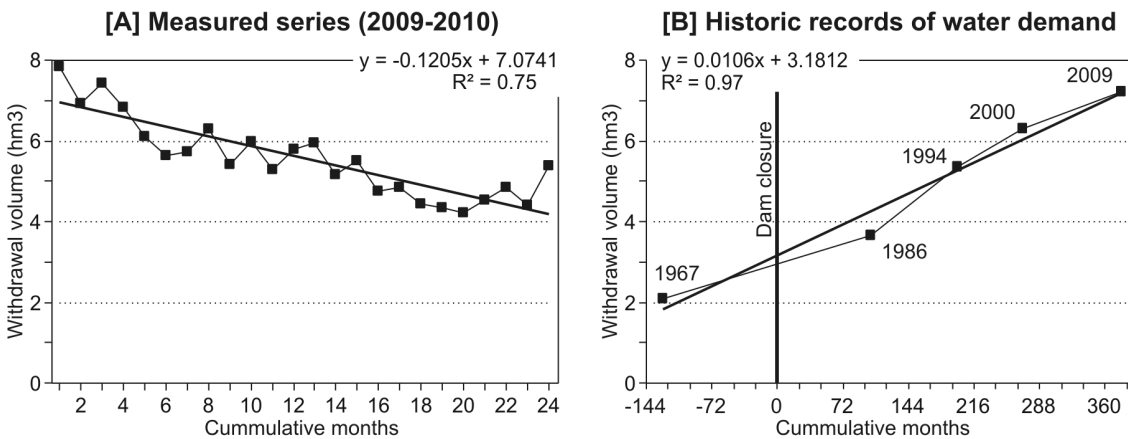 [A] Measured series (2009-2010)
y = -0.1205x + 7.0741
R² = 0.75
Withdrawal volume (hm3)
8
6
4
2
0
2 4 6 8 10 12 14 16 18 20 22 24
Cummulative months
[B] Historic records of water demand
y = 0.0106x + 3.1812
R² = 0.97
Withdrawal volume (hm3)
8
6
4
2
0
Dam closure
2009
2000
1994
1986
1967
-144 -72 0 72 144 216 288 360
Cummulative months